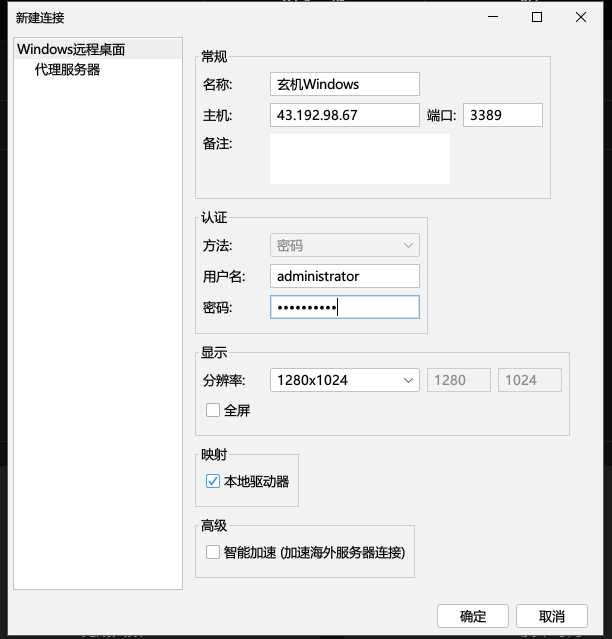 新建连接
Windows远程桌面
代理服务器
常规
名称: 玄机Windows
主机: 43.192.98.67 端口: 3389
备注:
认证
方法: 密码
用户名: administrator
密码: ••••••••••
显示
分辨率: 1280x1024 1280 1024
全屏
映射
本地驱动器
高级
智能加速 (加速海外服务器连接)
确定 取消